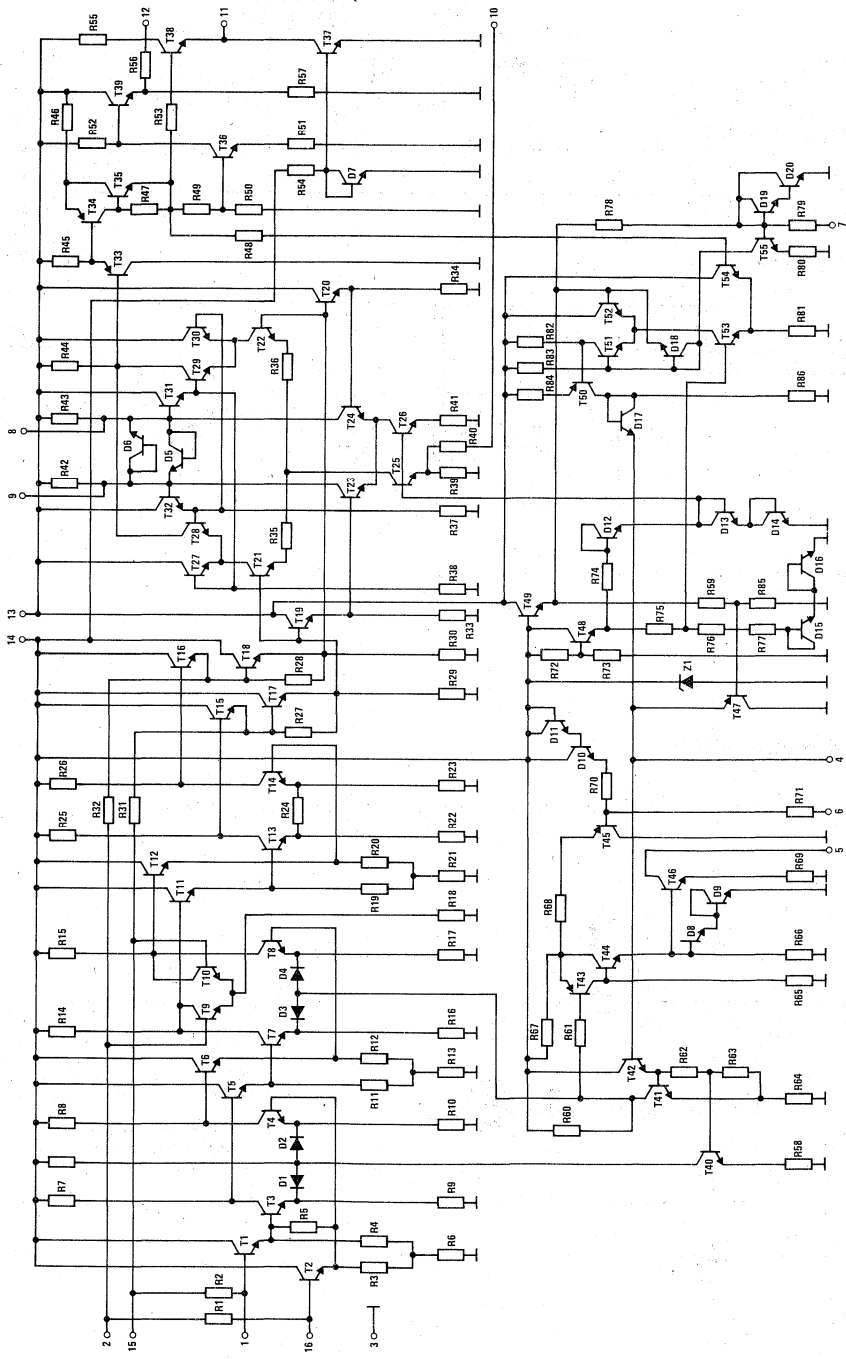 14
13
9
8
12
11
2
R1
R32
15
R2
R31
1
16
3
R7
R8
R14
R15
R25
R26
R42
R43
R44
R45
R46
R52
R55
R56
T1
T2
R3
R4
R5
R6
T3
D1
D2
T4
R9
R10
T5
T6
R11
R12
R13
T7
D3
D4
T8
R16
R17
R18
T9
T10
T11
T12
R19
R20
R21
T13
T14
R22
R24
R23
T15
T16
R27
R28
T17
T18
R29
R30
T19
R33
T27
T28
T32
D5
D6
T31
T29
T30
T21
T22
R35
R36
R38
R37
T23
T24
T25
T26
R39
R40
R41
T20
R34
T33
T34
T35
R47
R48
R49
R50
R53
T36
R51
T39
R57
T38
T37
R54
D7
10
R60
R67
R61
R68
T40
R58
T41
T42
R62
R63
R64
T43
T44
R65
R66
D8
D9
T46
R69
5
T45
R70
R71
6
4
D10
D11
T47
Z1
T49
R72
R73
T48
R74
D12
R75
R76
R77
R59
R85
D13
D14
D15
D16
D17
T50
R84
R83
R82
T51
T52
D18
T53
T54
R86
R81
R78
T55
D19
D20
R79
R80
7